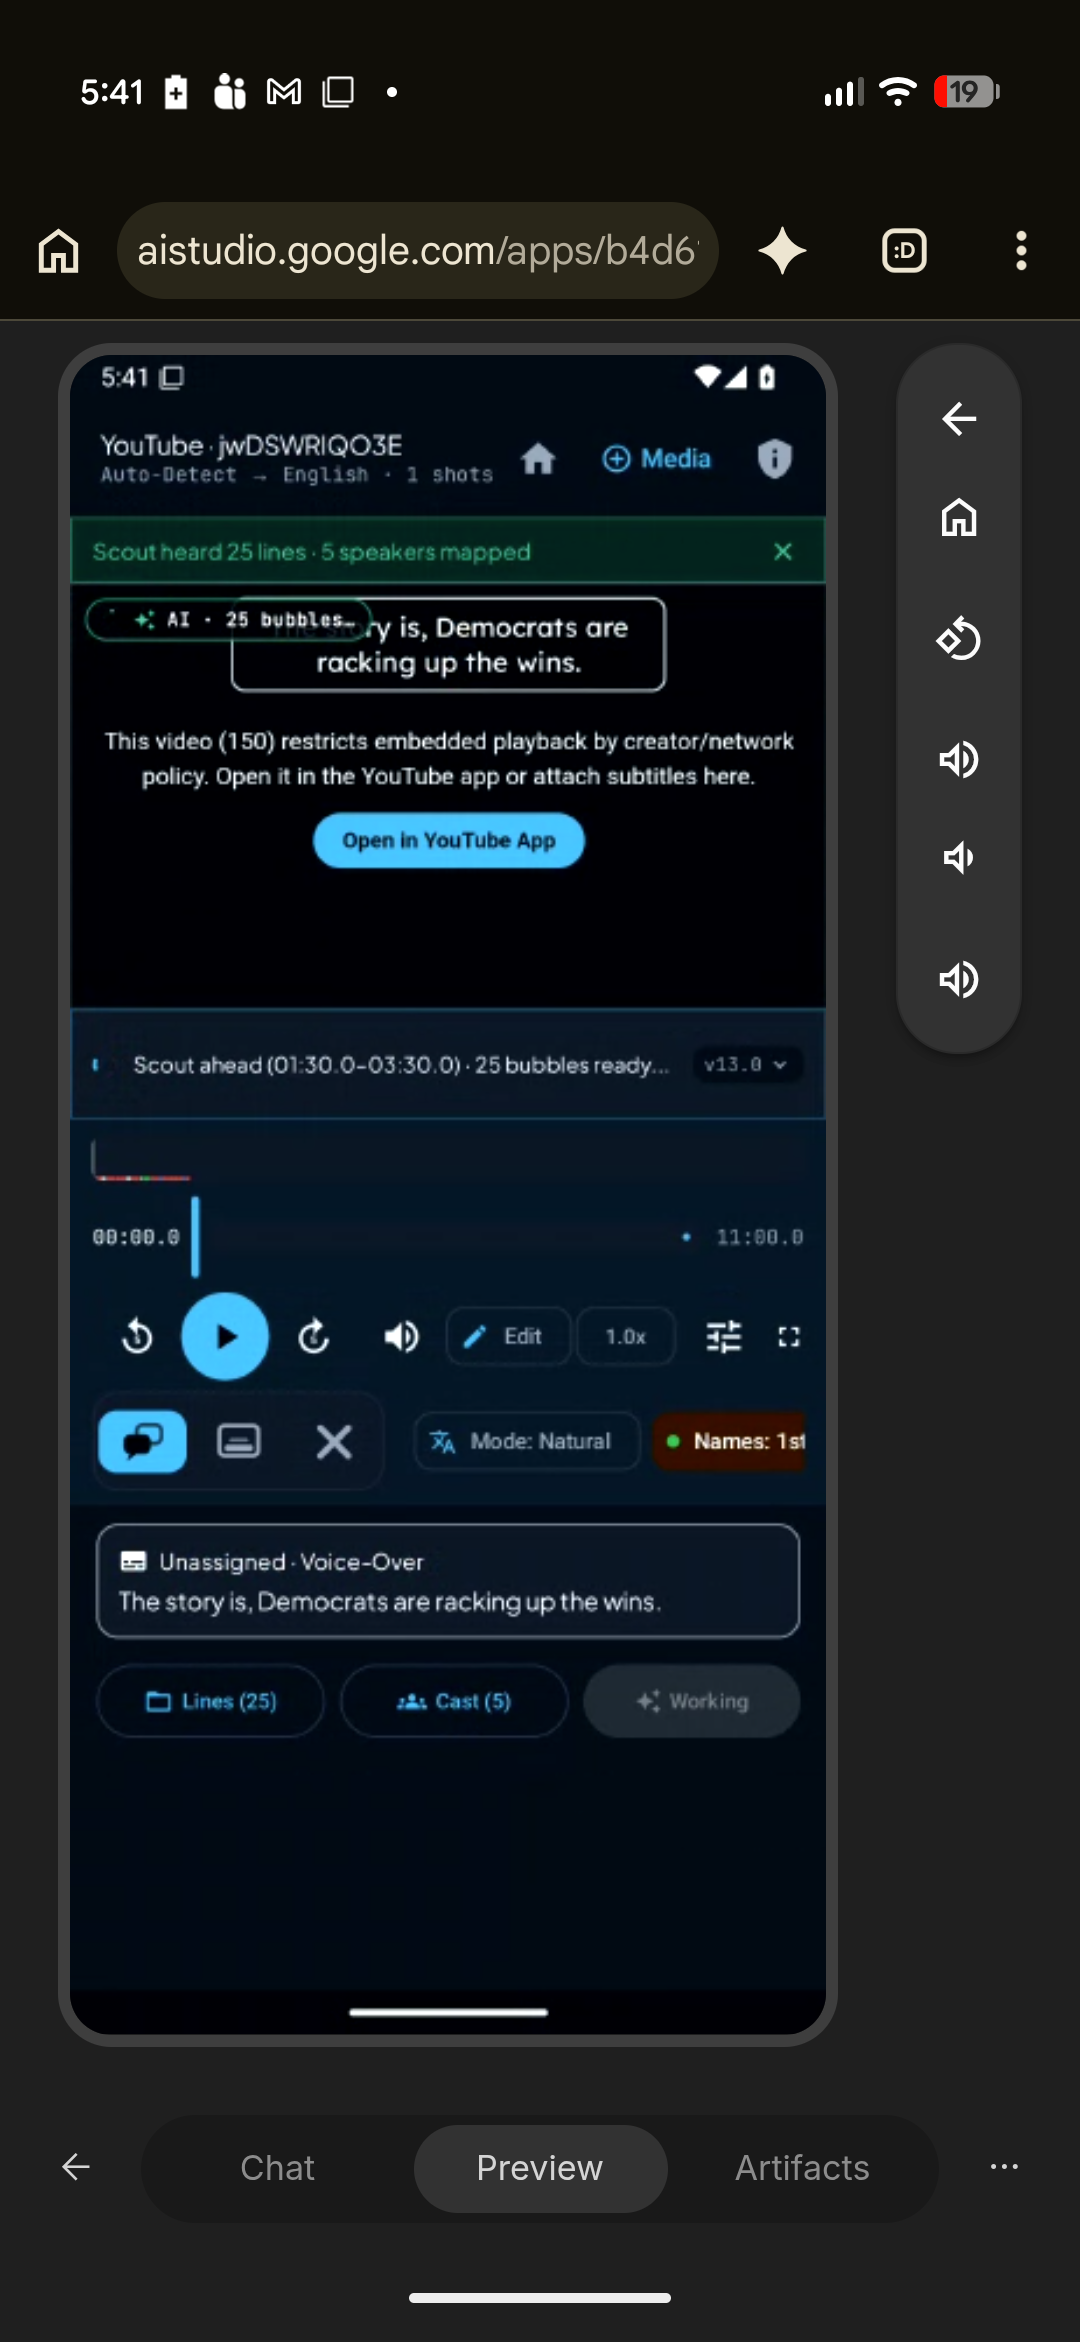 5:41
19
aistudio.google.com/apps/b4d6
:D
5:41
YouTube · jwDSWRIQO3E
Auto-Detect → English · 1 shots
Media
Scout heard 25 lines · 5 speakers mapped
AI · 25 bubbles…
ry is, Democrats are
racking up the wins.
This video (150) restricts embedded playback by creator/network
policy. Open it in the YouTube app or attach subtitles here.
Open in YouTube App
Scout ahead (01:30.0–03:30.0) · 25 bubbles ready...
v13.0
00:00.0
11:00.0
Edit
1.0x
Mode: Natural
Names: 1st
Unassigned · Voice-Over
The story is, Democrats are racking up the wins.
Lines (25)
Cast (5)
Working
Chat
Preview
Artifacts